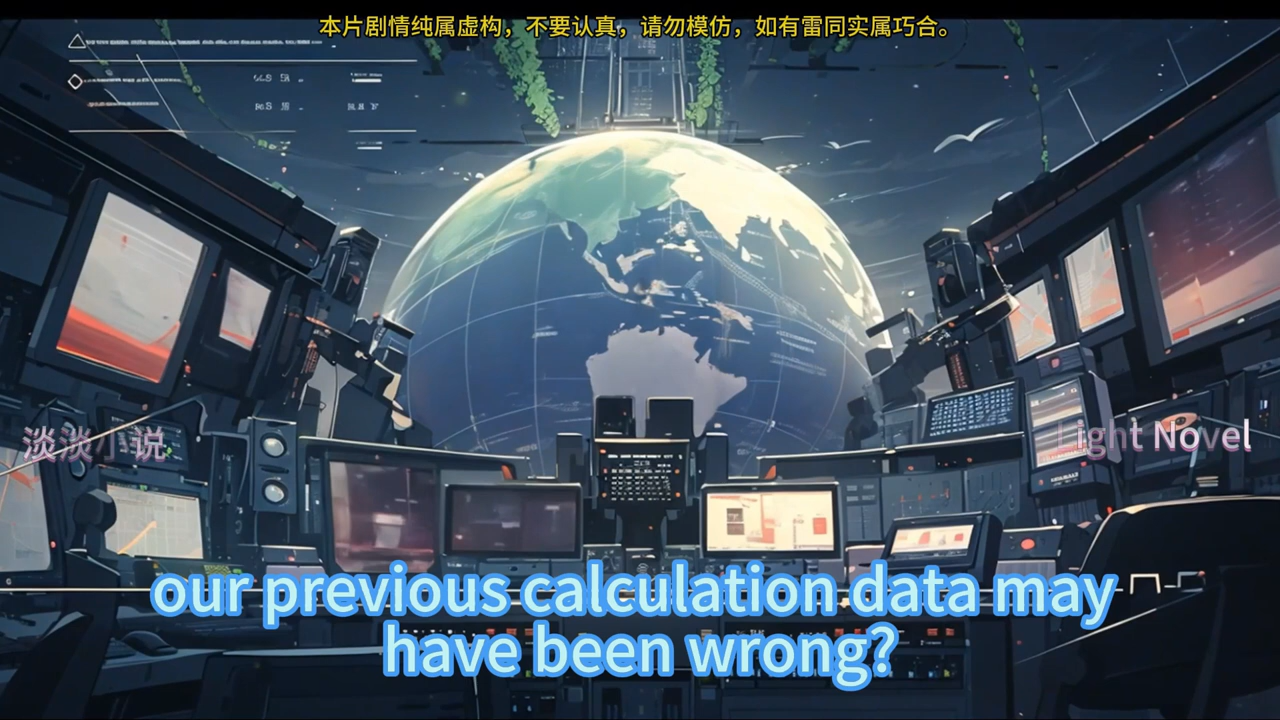 本片剧情纯属虚构，不要认真，请勿模仿，如有雷同实属巧合。
淡淡小说
Light Novel
our previous calculation data may
have been wrong?